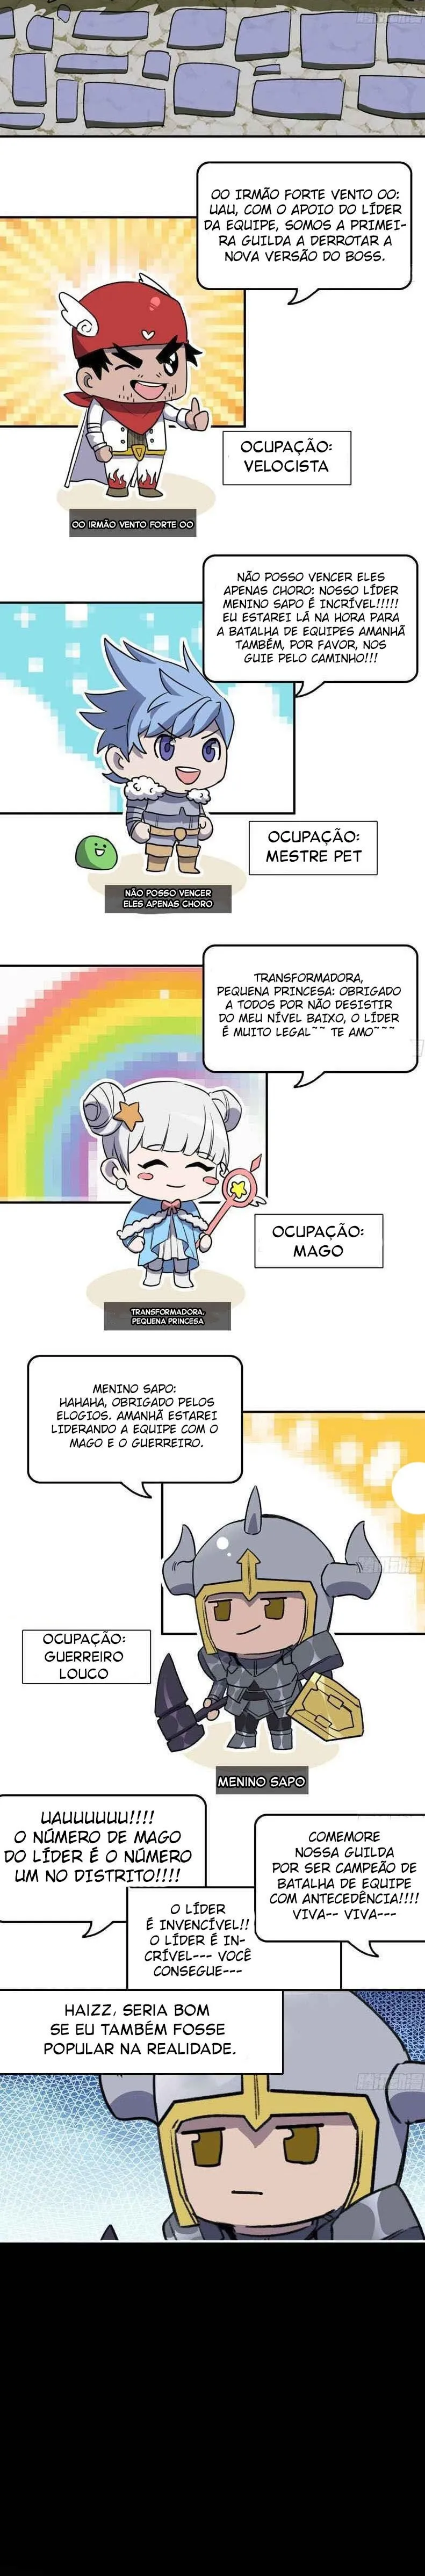 OO IRMÃO FORTE VENTO OO:
UAU, COM O APOIO DO LÍDER
DA EQUIPE, SOMOS A PRIMEI-
RA GUILDA A DERROTAR A
NOVA VERSÃO DO BOSS.
OCUPAÇÃO:
VELOCISTA
OO IRMÃO VENTO FORTE OO
NÃO POSSO VENCER ELES
APENAS CHORO: NOSSO LÍDER
MENINO SAPO É INCRÍVEL!!!!!
EU ESTAREI LÁ NA HORA PARA
A BATALHA DE EQUIPES AMANHÃ
TAMBÉM, POR FAVOR, NOS
GUIE PELO CAMINHO!!!
OCUPAÇÃO:
MESTRE PET
NÃO POSSO VENCER
ELES APENAS CHORO
TRANSFORMADORA,
PEQUENA PRINCESA: OBRIGADO
A TODOS POR NÃO DESISTIR
DO MEU NÍVEL BAIXO, O LÍDER
É MUITO LEGAL~~ TE AMO~~~
OCUPAÇÃO:
MAGO
TRANSFORMADORA,
PEQUENA PRINCESA
MENINO SAPO:
HAHAHA, OBRIGADO PELOS
ELOGIOS. AMANHÃ ESTAREI
LIDERANDO A EQUIPE COM O
MAGO E O GUERREIRO.
OCUPAÇÃO:
GUERREIRO
LOUCO
MENINO SAPO
UAUUUUUU!!!!
O NÚMERO DE MAGO
DO LÍDER É O NÚMERO
UM NO DISTRITO!!!!
COMEMORE
NOSSA GUILDA
POR SER CAMPEÃO DE
BATALHA DE EQUIPE
COM ANTECEDÊNCIA!!!!
VIVA-- VIVA---
O LÍDER
É INVENCÍVEL!!
O LÍDER É IN-
CRÍVEL--- VOCÊ
CONSEGUE---
HAIZZ, SERIA BOM
SE EU TAMBÉM FOSSE
POPULAR NA REALIDADE.